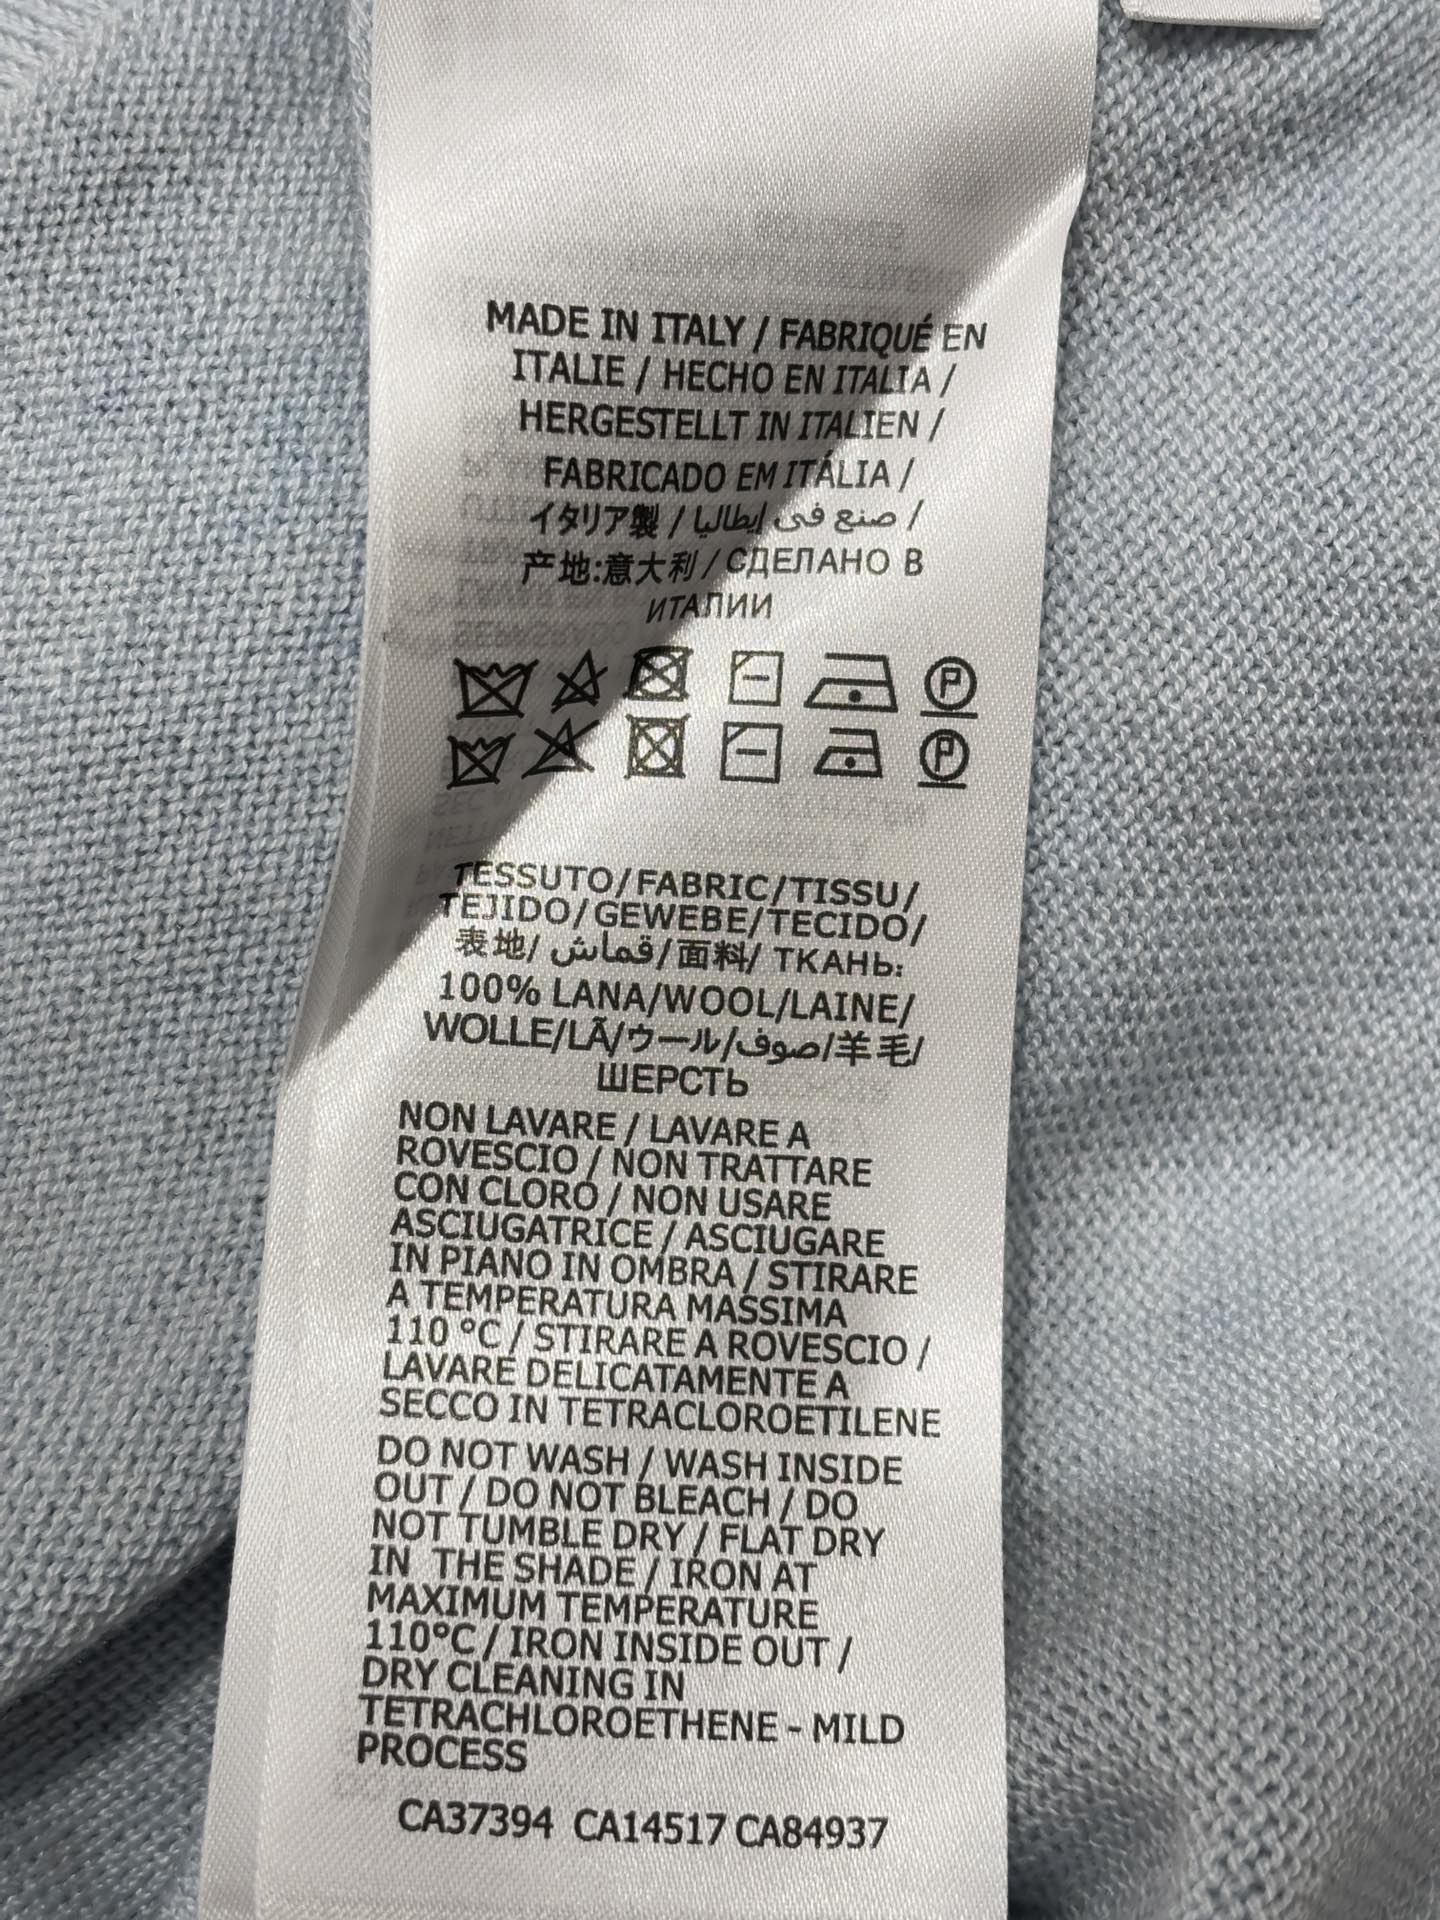 MADE IN ITALY / FABRIQUÉ EN
ITALIE / HECHO EN ITALIA /
HERGESTELLT IN ITALIEN /
FABRICADO EM ITÁLIA /
イタリア製 / صنع في إيطاليا /
产地:意大利 / СДЕЛАНО В
ИТАЛИИ
P
P
TESSUTO/FABRIC/TISSU/
TEJIDO/GEWEBE/TECIDO/
表地/ قماش/面料/ ТКАНЬ:
100% LANA/WOOL/LAINE/
WOLLE/LÃ/ウール/صوف/羊毛/
ШЕРСТЬ
NON LAVARE / LAVARE A
ROVESCIO / NON TRATTARE
CON CLORO / NON USARE
ASCIUGATRICE / ASCIUGARE
IN PIANO IN OMBRA / STIRARE
A TEMPERATURA MASSIMA
110 °C / STIRARE A ROVESCIO /
LAVARE DELICATAMENTE A
SECCO IN TETRACLOROETILENE
DO NOT WASH / WASH INSIDE
OUT / DO NOT BLEACH / DO
NOT TUMBLE DRY / FLAT DRY
IN THE SHADE / IRON AT
MAXIMUM TEMPERATURE
110°C / IRON INSIDE OUT /
DRY CLEANING IN
TETRACHLOROETHENE - MILD
PROCESS
CA37394 CA14517 CA84937